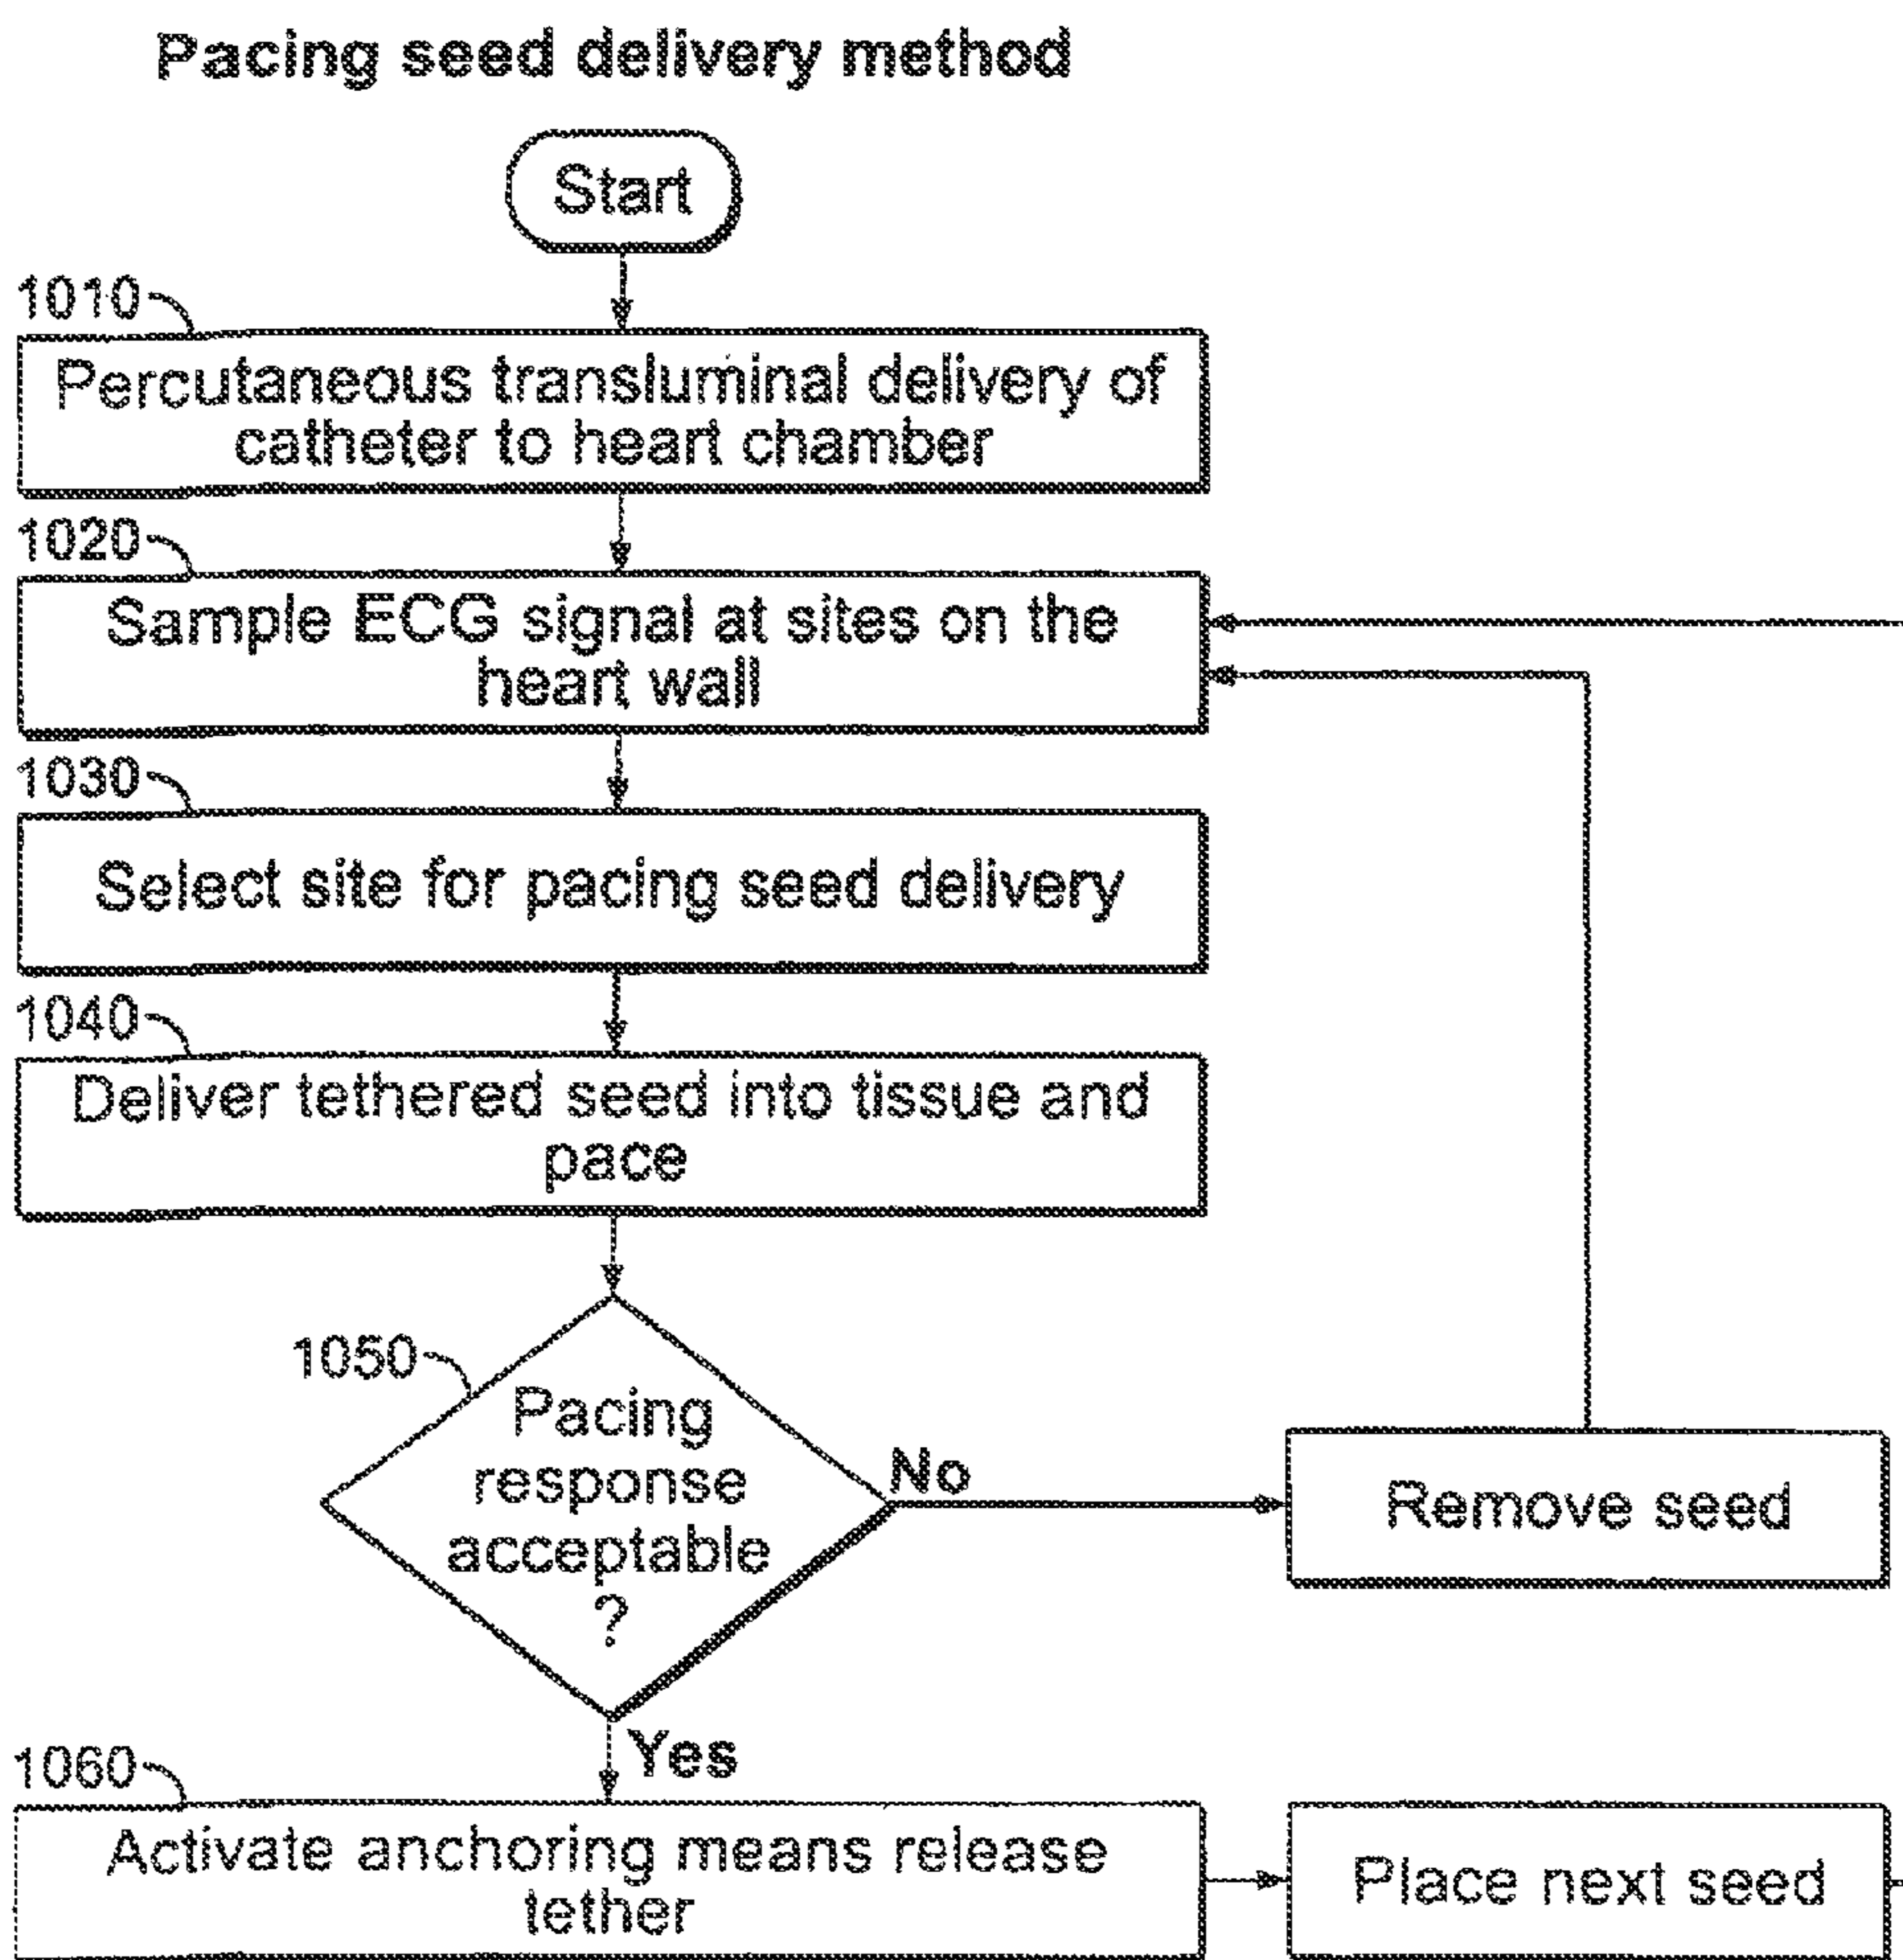 Pacing seed delivery method
Start
1010
Percutaneous transluminal delivery of
catheter to heart chamber
1020
Sample ECG signal at sites on the
heart wall
1030
Select site for pacing seed delivery
1040
Deliver tethered seed into tissue and
pace
1050
Pacing
response
acceptable
?
No
Remove seed
Yes
1060
Activate anchoring means release
tether
Place next seed